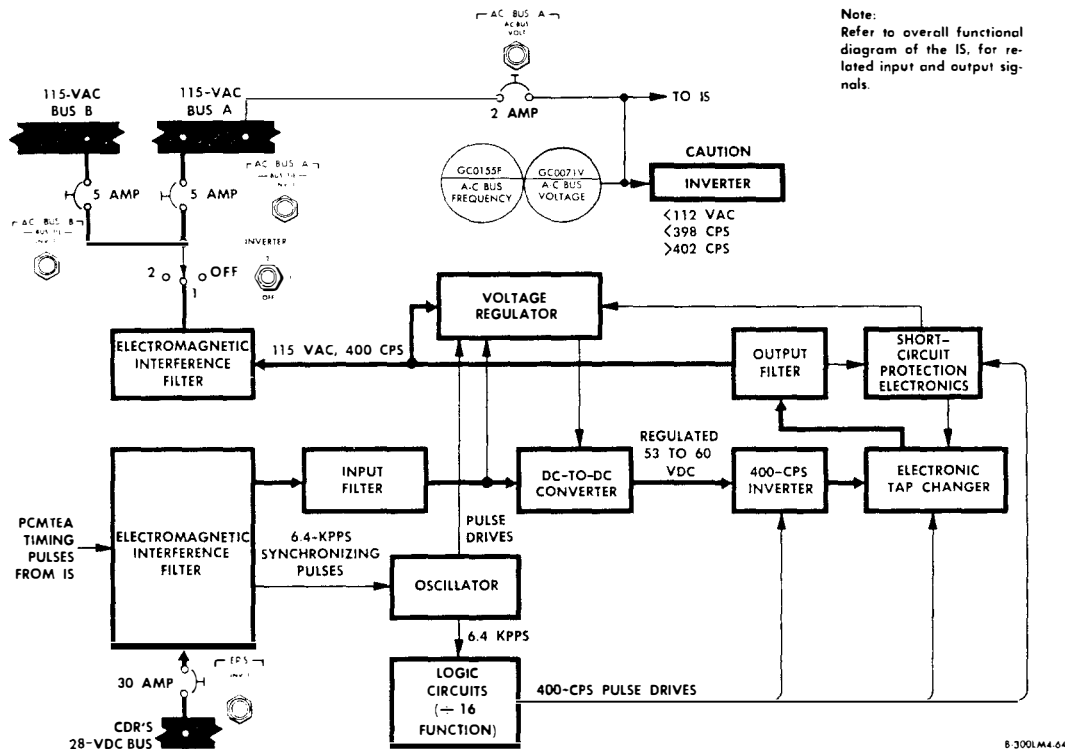 Note:
Refer to overall functional
diagram of the IS, for re-
lated input and output sig-
nals.
AC BUS A
AC BUS
VOLT
2 AMP
TO IS
115-VAC
BUS B
115-VAC
BUS A
5 AMP
5 AMP
AC BUS A
AC BUS B
INVERTER
2
OFF
2
OFF
1
GC0155F
A-C BUS
FREQUENCY
GC0071V
A-C BUS
VOLTAGE
CAUTION
INVERTER
<112 VAC
<398 CPS
>402 CPS
ELECTROMAGNETIC
INTERFERENCE
FILTER
115 VAC, 400 CPS
VOLTAGE
REGULATOR
OUTPUT
FILTER
SHORT-
CIRCUIT
PROTECTION
ELECTRONICS
PCMTEA
TIMING
PULSES
FROM IS
ELECTROMAGNETIC
INTERFERENCE
FILTER
INPUT
FILTER
DC-TO-DC
CONVERTER
REGULATED
53 TO 60
VDC
400-CPS
INVERTER
ELECTRONIC
TAP CHANGER
6.4-KPPS
SYNCHRONIZING
PULSES
PULSE
DRIVES
OSCILLATOR
6.4 KPPS
LOGIC
CIRCUITS
(÷ 16
FUNCTION)
400-CPS PULSE DRIVES
30 AMP
EPS
CDR'S
28-VDC BUS
B-300LM4-64